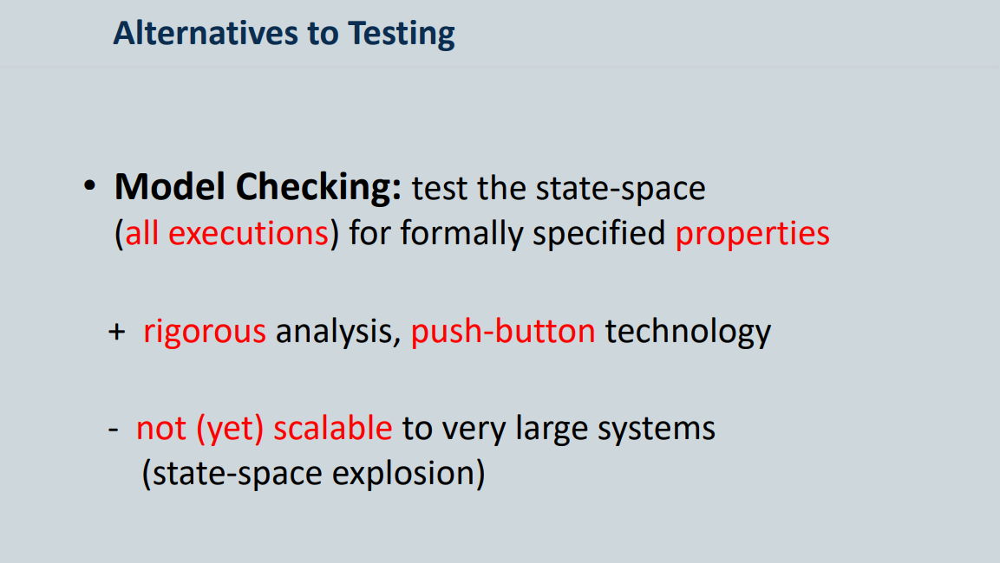 Alternatives to Testing
• Model Checking: test the state-space
(all executions) for formally specified properties
+ rigorous analysis, push-button technology
- not (yet) scalable to very large systems
(state-space explosion)